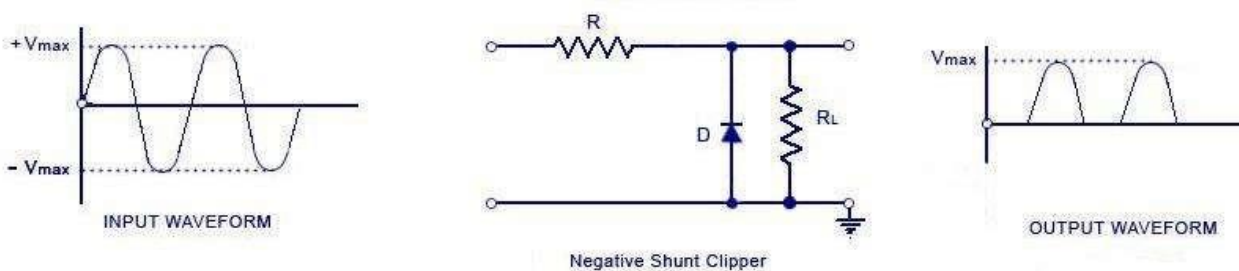 + Vmax
- Vmax
INPUT WAVEFORM
R
D
RL
Negative Shunt Clipper
Vmax
OUTPUT WAVEFORM